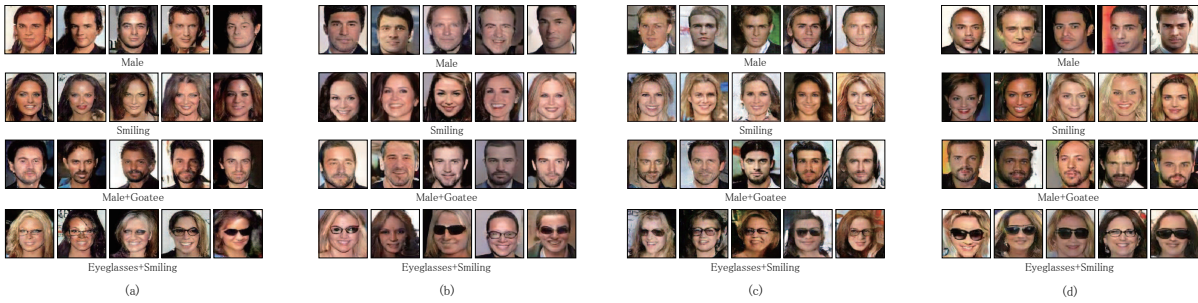 Male Male Male Male
Smiling Smiling Smiling Smiling
Male+Goatee Male+Goatee Male+Goatee Male+Goatee
Eyeglasses+Smiling Eyeglasses+Smiling Eyeglasses+Smiling Eyeglasses+Smiling
(a) (b) (c) (d)